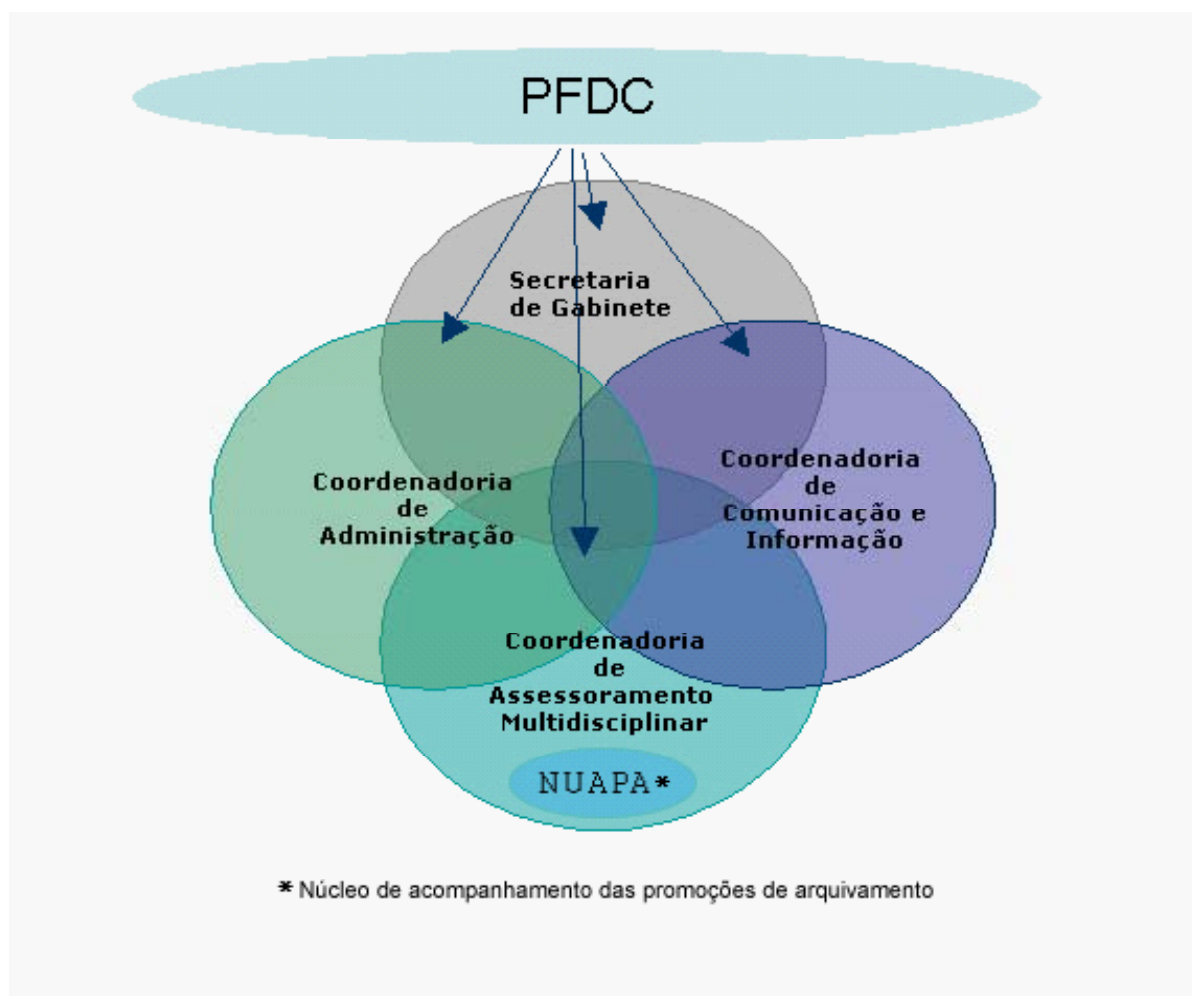 PFDC
Secretaria
de Gabinete
Coordenadoria
de
Administração
Coordenadoria
de
Comunicação e
Informação
Coordenadoria
de
Assessoramento
Multidisciplinar
NUAPA*
* Núcleo de acompanhamento das promoções de arquivamento